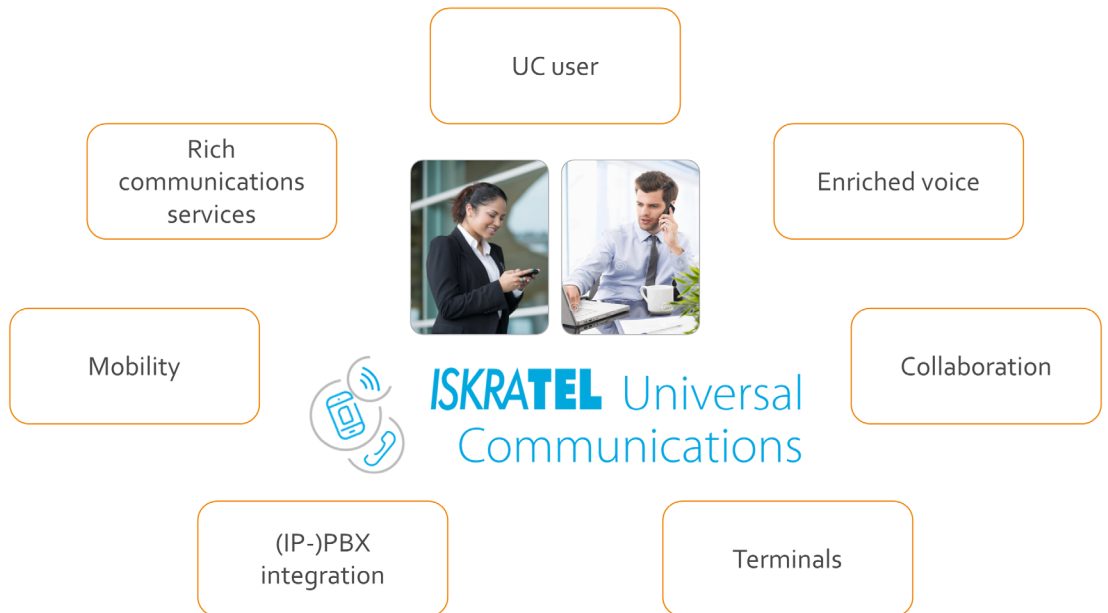 UC user
Rich
communications
services
Enriched voice
Mobility
Collaboration
ISKRATEL Universal
Communications
(IP-)PBX
integration
Terminals